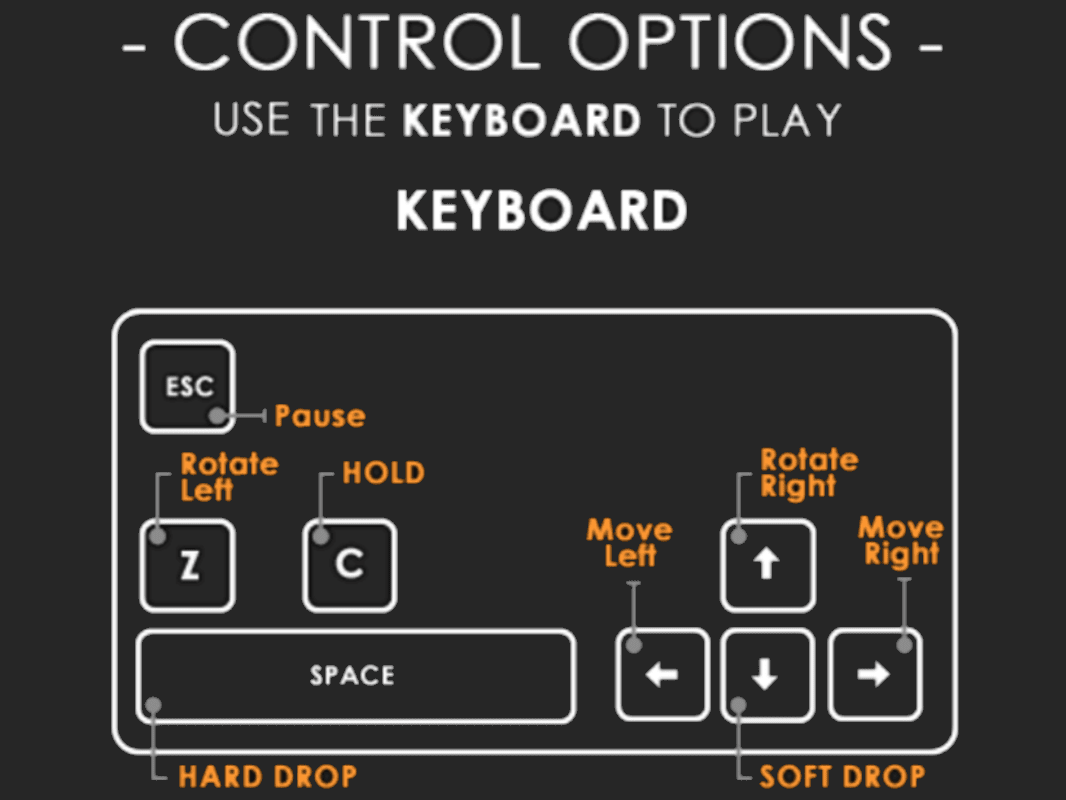 - CONTROL OPTIONS -
USE THE KEYBOARD TO PLAY
KEYBOARD
ESC
Pause
Rotate
Left
HOLD
Rotate
Right
Move
Left
Move
Right
Z
C
SPACE
HARD DROP
SOFT DROP